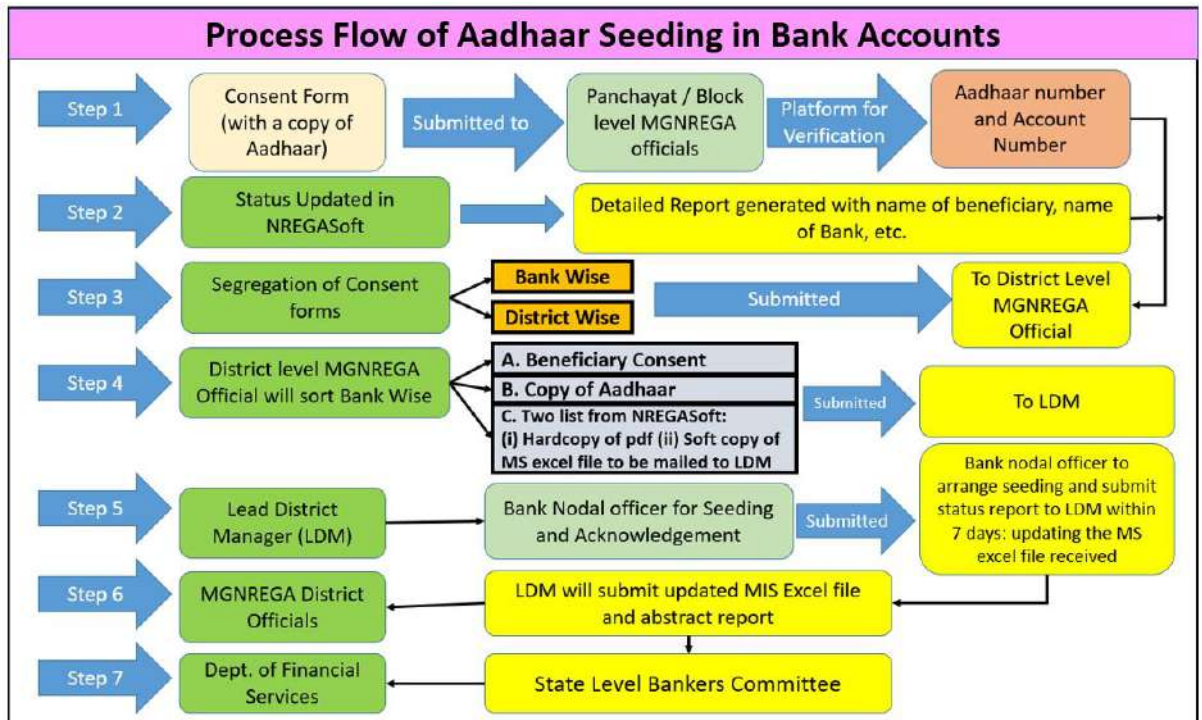 Process Flow of Aadhaar Seeding in Bank Accounts
Step 1
Consent Form
(with a copy of
Aadhaar)
Submitted to
Panchayat / Block
level MGNREGA
officials
Platform for
Verification
Aadhaar number
and Account
Number
Step 2
Status Updated in
NREGASoft
Detailed Report generated with name of beneficiary, name
of Bank, etc.
Step 3
Segregation of Consent
forms
Bank Wise
District Wise
Submitted
To District Level
MGNREGA
Official
Step 4
District level MGNREGA
Official will sort Bank Wise
A. Beneficiary Consent
B. Copy of Aadhaar
C. Two list from NREGASoft:
(i) Hardcopy of pdf (ii) Soft copy of
MS excel file to be mailed to LDM
Submitted
To LDM
Step 5
Lead District
Manager (LDM)
Bank Nodal officer for Seeding
and Acknowledgement
Submitted
Bank nodal officer to
arrange seeding and submit
status report to LDM within
7 days: updating the MS
excel file received
Step 6
MGNREGA District
Officials
LDM will submit updated MIS Excel file
and abstract report
Step 7
Dept. of Financial
Services
State Level Bankers Committee